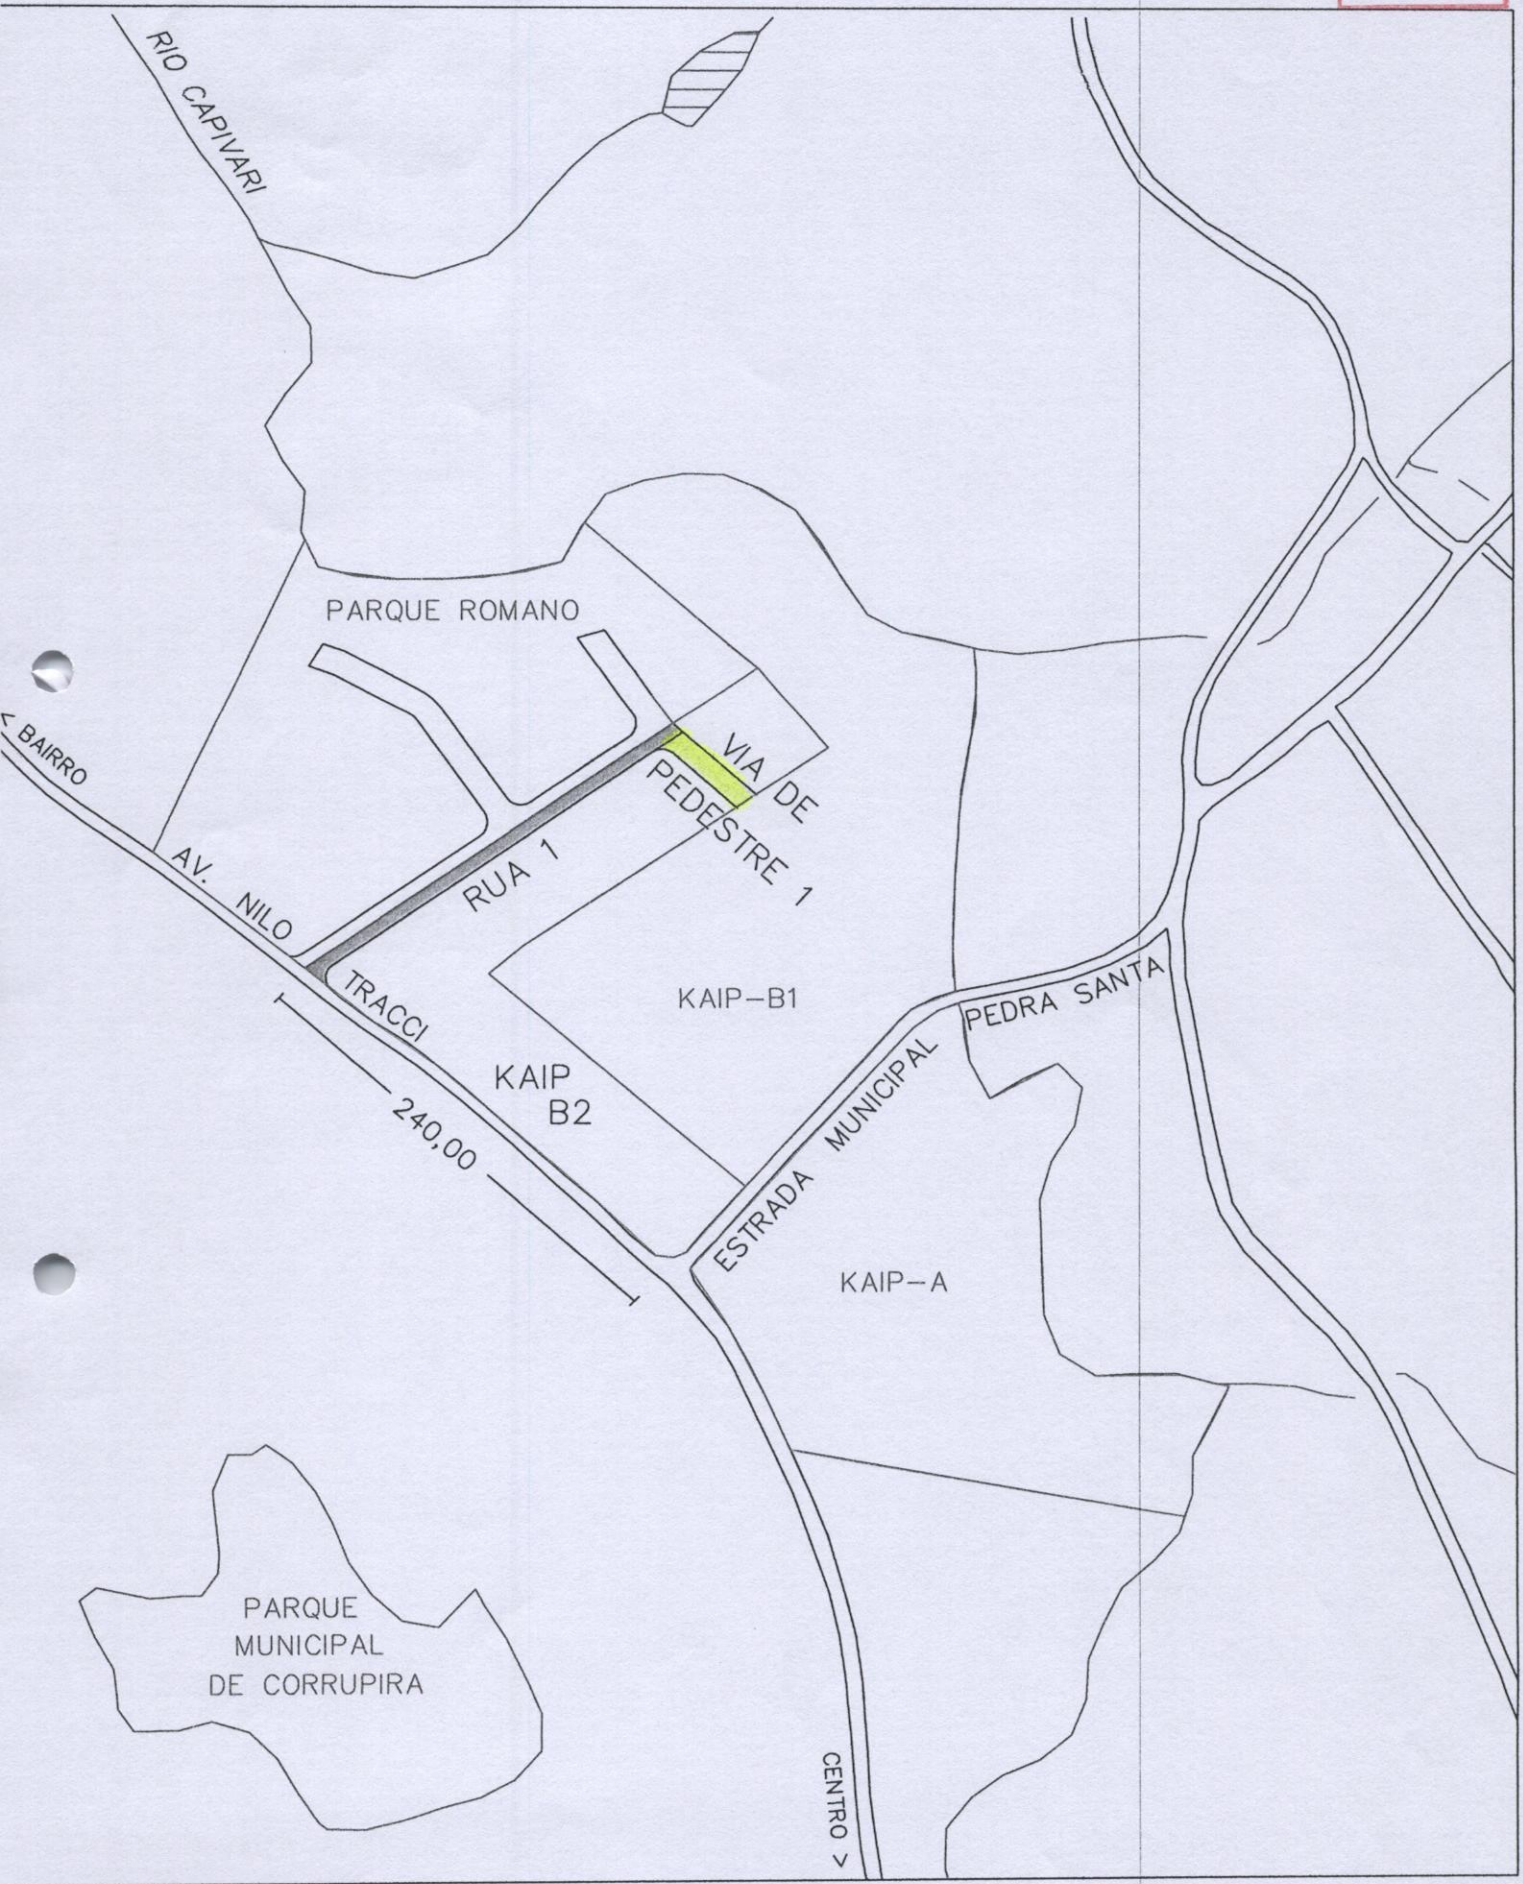 RIO CAPIVARI
PARQUE ROMANO
< BAIRRO
VIA DE
PEDESTRE 1
RUA 1
AV. NILO TRACCI
KAIP-B1
PEDRA SANTA
ESTRADA MUNICIPAL
KAIP
B2
240,00
KAIP-A
PARQUE
MUNICIPAL
DE CORRUPIRA
CENTRO >